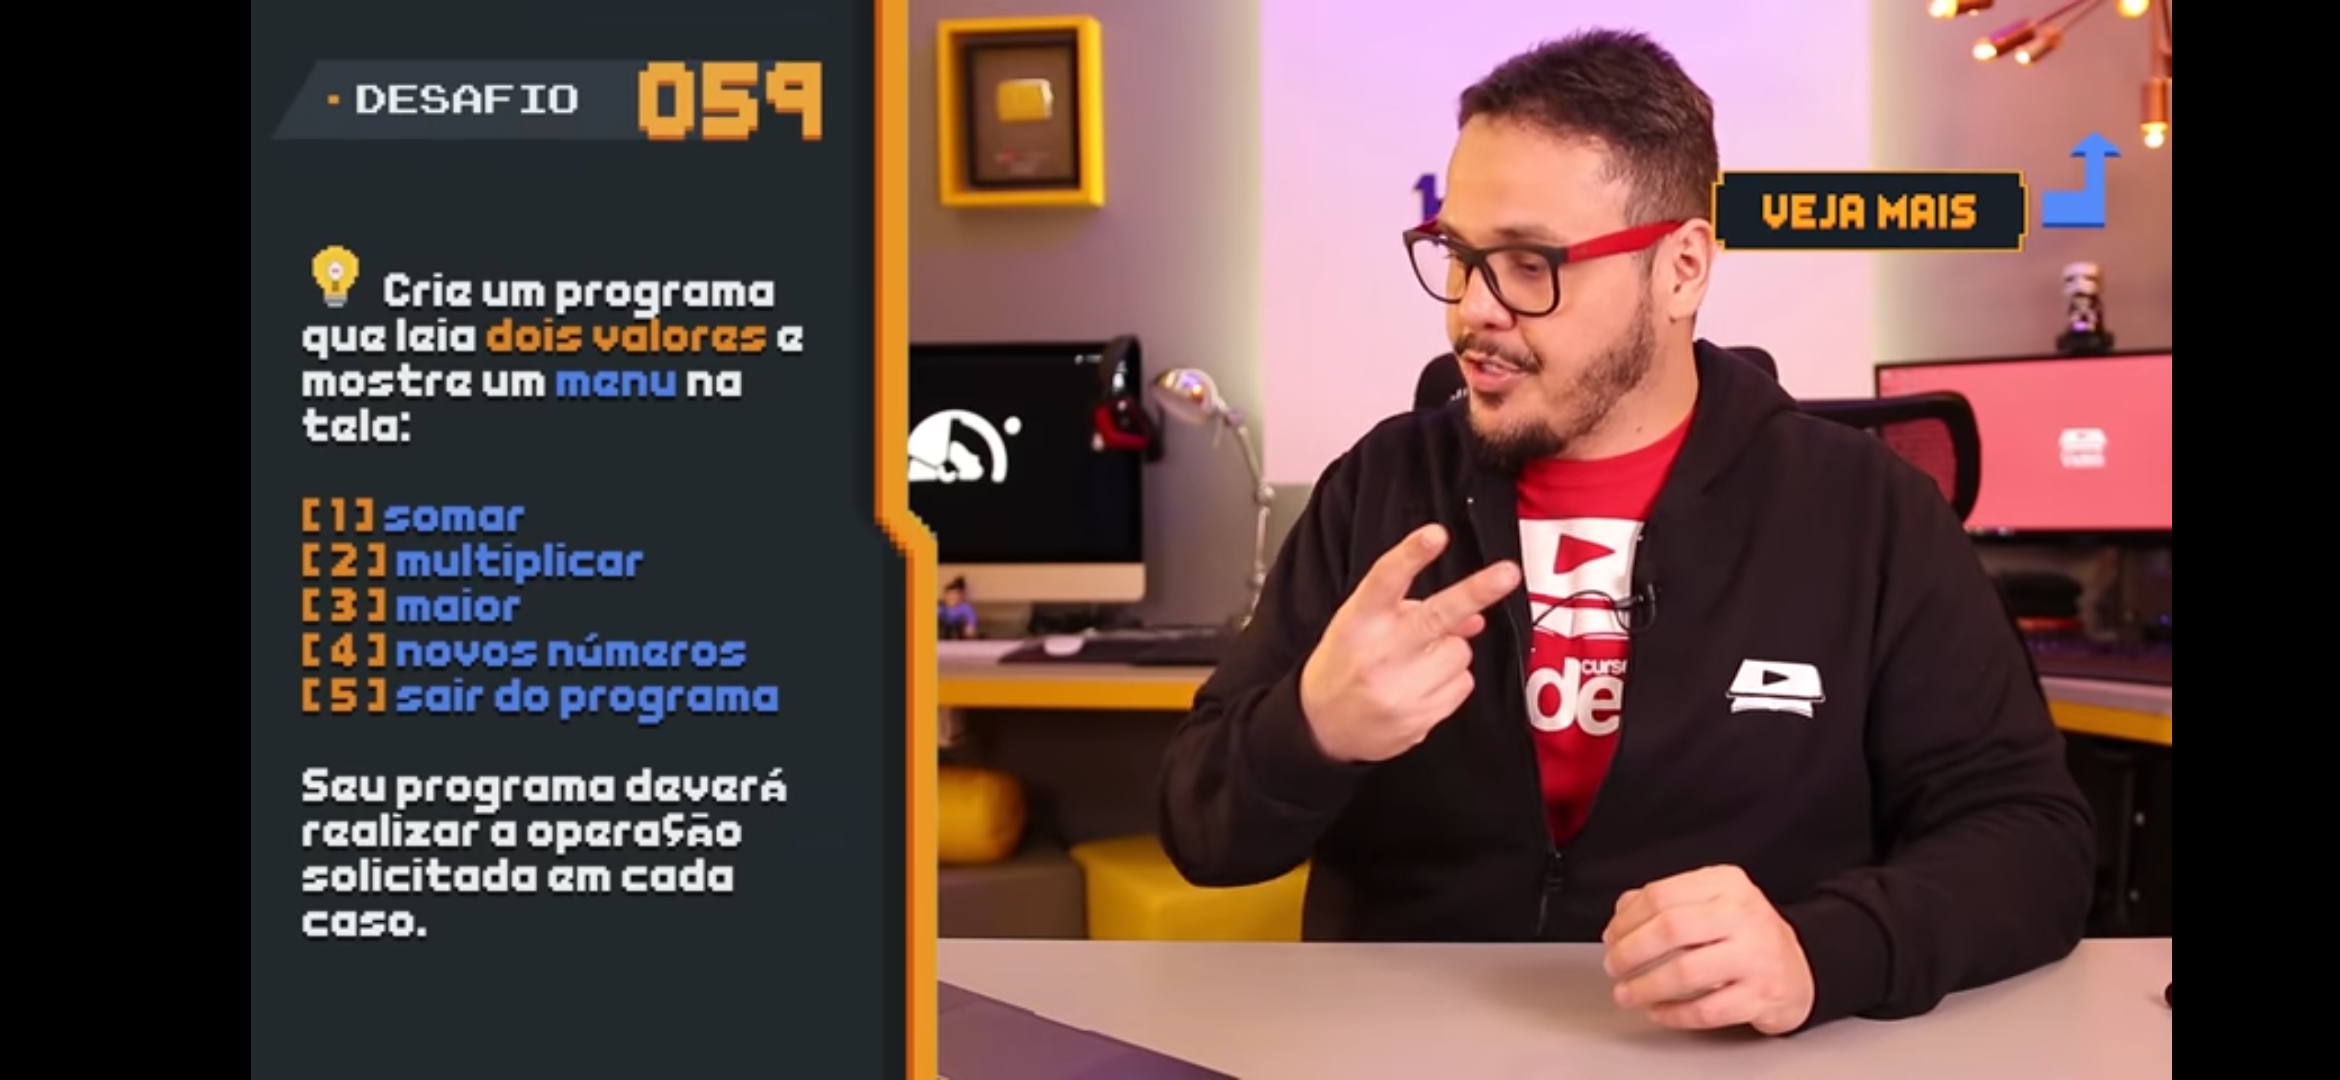 DESAFIO 059
Crie um programa
que leia dois valores e
mostre um menu na
tela:
[1] somar
[2] multiplicar
[3] maior
[4] novos números
[5] sair do programa
Seu programa deverá
realizar a operação
solicitada em cada
caso.
VEJA MAIS
curs
de